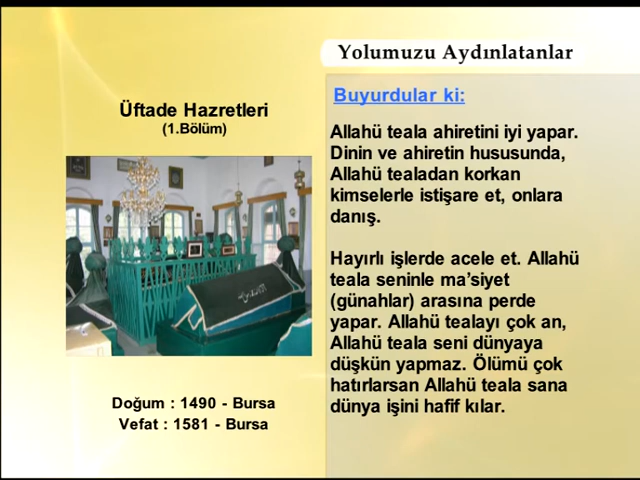 Yolumuzu Aydınlatanlar
Üftade Hazretleri
(1.Bölüm)
Doğum : 1490 - Bursa
Vefat : 1581 - Bursa
Buyurdular ki:
Allahü teala ahiretini iyi yapar.
Dinin ve ahiretin hususunda,
Allahü tealadan korkan
kimselerle istişare et, onlara
danış.
Hayırlı işlerde acele et. Allahü
teala seninle ma’siyet
(günahlar) arasına perde
yapar. Allahü tealayı çok an,
Allahü teala seni dünyaya
düşkün yapmaz. Ölümü çok
hatırlarsan Allahü teala sana
dünya işini hafif kılar.